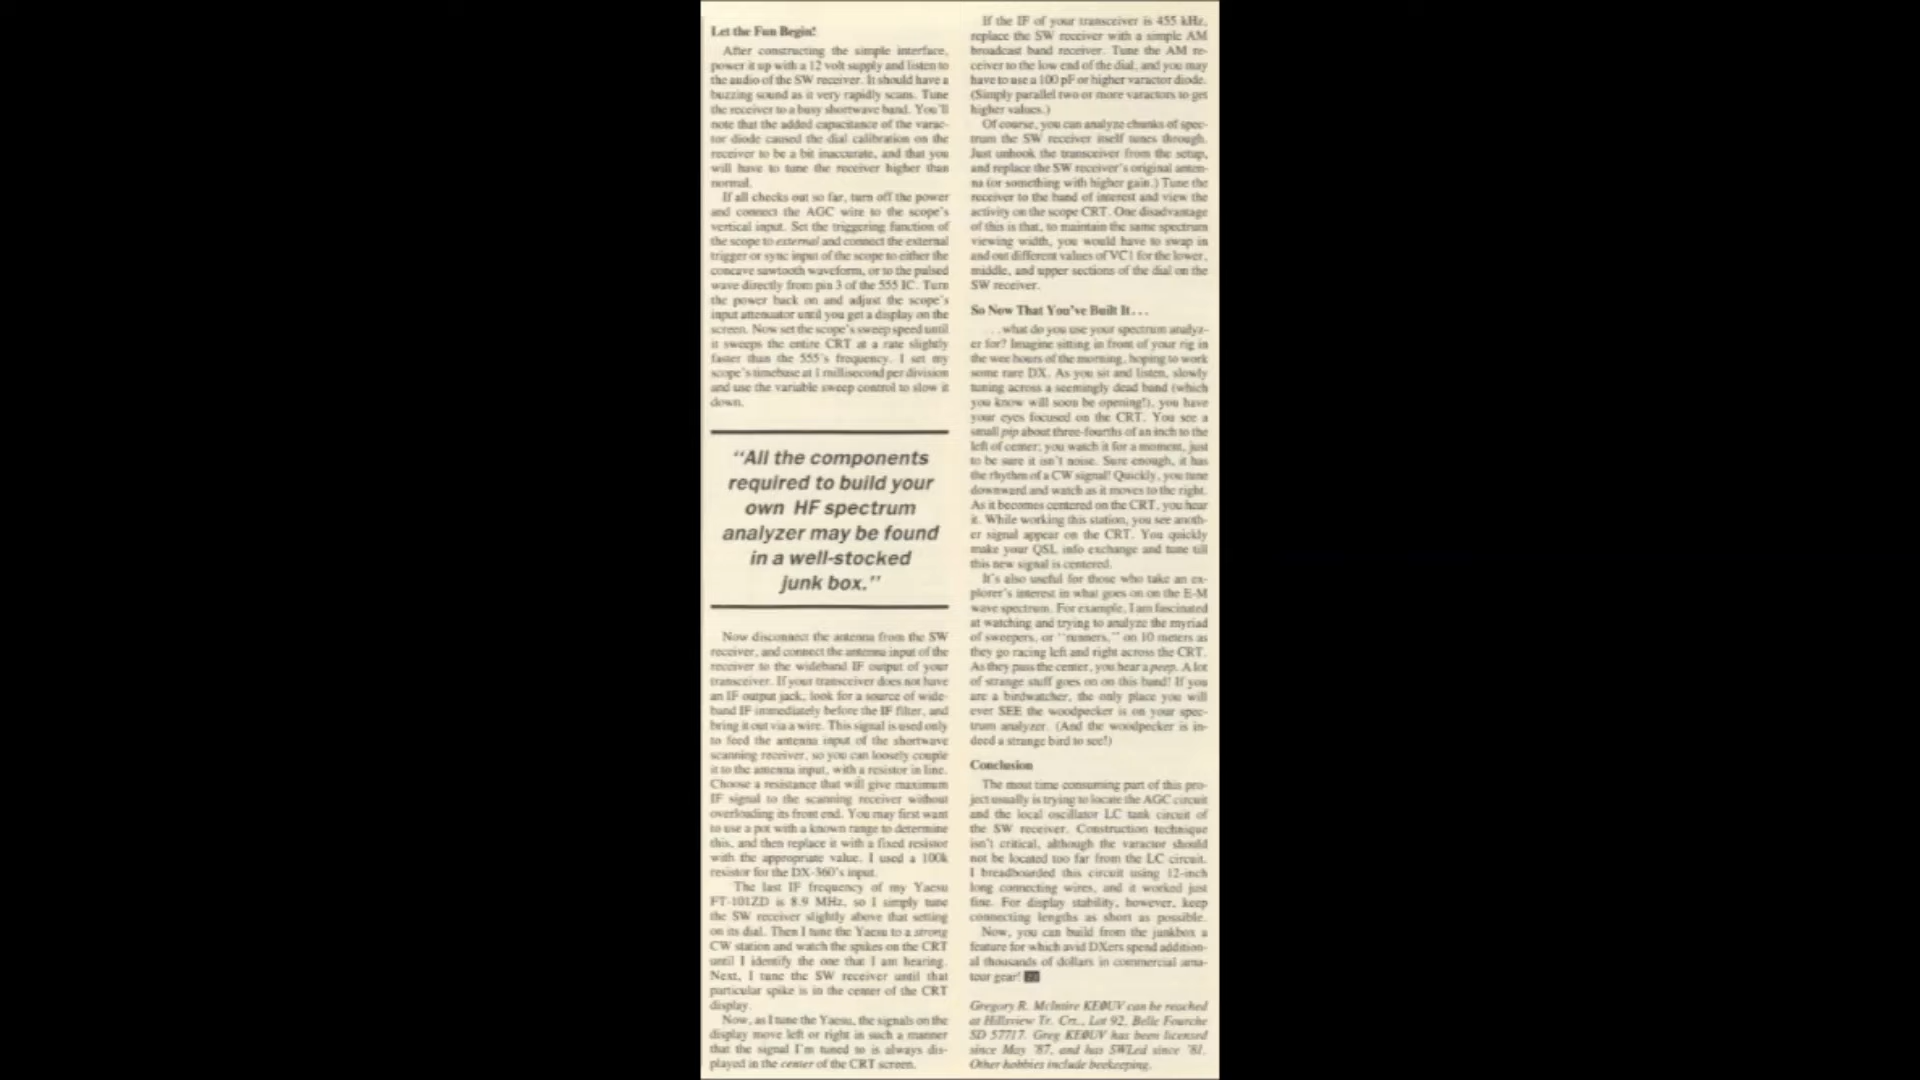 Let the Fun Begin!
After constructing the simple interface,
power it up with a 12 volt supply and listen to
the audio of the SW receiver. It should have a
buzzing sound as it very rapidly scans. Tune
the receiver to a busy shortwave band. You'll
note that the added capacitance of the varac-
tor diode caused the dial calibration on the
receiver to be a bit inaccurate, and that you
will have to tune the receiver higher than
normal.
If all checks out so far, turn off the power
and connect the AGC wire to the scope's
vertical input. Set the triggering function of
the scope to external and connect the external
trigger or sync input of the scope to either the
concave sawtooth waveform, or to the pulsed
wave directly from pin 3 of the 555 IC. Turn
the power back on and adjust the scope's
input attenuator until you get a display on the
screen. Now set the scope's sweep speed until
it sweeps the entire CRT at a rate slightly
faster than the 555's frequency. I set my
scope's timebase at 1 millisecond per division
and use the variable sweep control to slow it
down.
"All the components
required to build your
own HF spectrum
analyzer may be found
in a well-stocked
junk box."
Now disconnect the antenna from the SW
receiver, and connect the antenna input of the
receiver to the wideband IF output of your
transceiver. If your transceiver does not have
an IF output jack, look for a source of wide-
band IF immediately before the IF filter, and
bring it out via a wire. This signal is used only
to feed the antenna input of the shortwave
scanning receiver, so you can loosely couple
it to the antenna input, with a resistor in line.
Choose a resistance that will give maximum
IF signal to the scanning receiver without
overloading its front end. You may first want
to use a pot with a known range to determine
this, and then replace it with a fixed resistor
with the appropriate value. I used a 100k
resistor for the DX-360's input.
The last IF frequency of my Yaesu
FT-101ZD is 8.9 MHz, so I simply tune
the SW receiver slightly above that setting
on its dial. Then I tune the Yaesu to a strong
CW station and watch the spikes on the CRT
until I identify the one that I am hearing.
Next, I tune the SW receiver until that
particular spike is in the center of the CRT
display.
Now, as I tune the Yaesu, the signals on the
display move left or right in such a manner
that the signal I'm tuned to is always dis-
played in the center of the CRT screen.
If the IF of your transceiver is 455 kHz,
replace the SW receiver with a simple AM
broadcast band receiver. Tune the AM re-
ceiver to the low end of the dial, and you may
have to use a 100 pF or higher varactor diode.
(Simply parallel two or more varactors to get
higher values.)
Of course, you can analyze chunks of spec-
trum the SW receiver itself tunes through.
Just unhook the transceiver from the setup,
and replace the SW receiver's original anten-
na (or something with higher gain.) Tune the
receiver to the band of interest and view the
activity on the scope CRT. One disadvantage
of this is that, to maintain the same spectrum
viewing width, you would have to swap in
and out different values of VC1 for the lower,
middle, and upper sections of the dial on the
SW receiver.
So Now That You've Built It...
...what do you use your spectrum analyz-
er for? Imagine sitting in front of your rig in
the wee hours of the morning, hoping to work
some rare DX. As you sit and listen, slowly
tuning across a seemingly dead band (which
you know will soon be opening!), you have
your eyes focused on the CRT. You see a
small pip about three-fourths of an inch to the
left of center; you watch it for a moment, just
to be sure it isn't noise. Sure enough, it has
the rhythm of a CW signal! Quickly, you tune
downward and watch as it moves to the right.
As it becomes centered on the CRT, you hear
it. While working this station, you see anoth-
er signal appear on the CRT. You quickly
make your QSL info exchange and tune till
this new signal is centered.
It's also useful for those who take an ex-
plorer's interest in what goes on on the E-M
wave spectrum. For example, I am fascinated
at watching and trying to analyze the myriad
of sweepers, or "runners," on 10 meters as
they go racing left and right across the CRT.
As they pass the center, you hear a peep. A lot
of strange stuff goes on on this band! If you
are a birdwatcher, the only place you will
ever SEE the woodpecker is on your spec-
trum analyzer. (And the woodpecker is in-
deed a strange bird to see!)
Conclusion
The most time consuming part of this pro-
ject usually is trying to locate the AGC circuit
and the local oscillator LC tank circuit of
the SW receiver. Construction technique
isn't critical, although the varactor should
not be located too far from the LC circuit.
I breadboarded this circuit using 12-inch
long connecting wires, and it worked just
fine. For display stability, however, keep
connecting lengths as short as possible.
Now, you can build from the junkbox a
feature for which avid DXers spend addition-
al thousands of dollars in commercial ama-
teur gear! 73
Gregory R. McIntire KEØUV can be reached
at Hillsview Tr. Crt., Lot 92, Belle Fourche
SD 57717. Greg KEØUV has been licensed
since May '87, and has SWLed since '81.
Other hobbies include beekeeping.